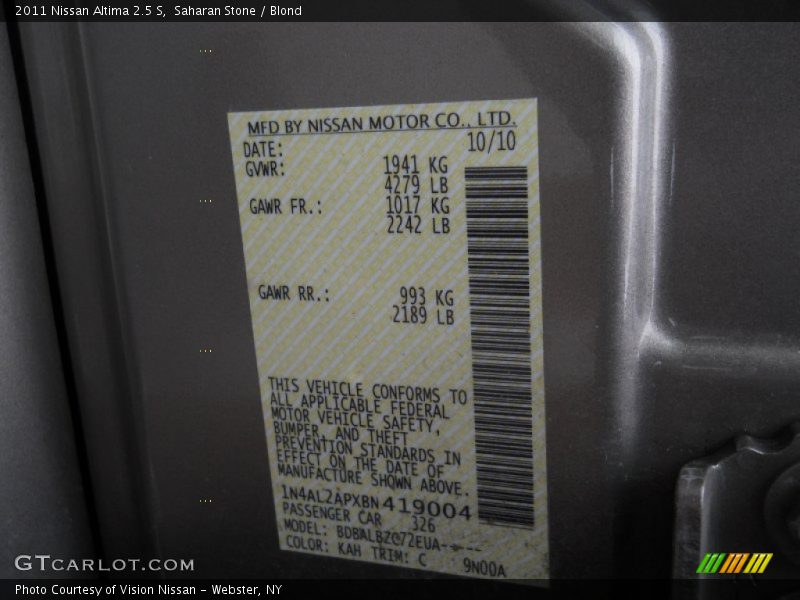 2011 Nissan Altima 2.5 S, Saharan Stone / Blond
MFD BY NISSAN MOTOR CO., LTD.
DATE: 10/10
GVWR: 1941 KG
4279 LB
GAWR FR.: 1017 KG
2242 LB
GAWR RR.: 993 KG
2189 LB
THIS VEHICLE CONFORMS TO
ALL APPLICABLE FEDERAL
MOTOR VEHICLE SAFETY,
BUMPER, AND THEFT
PREVENTION STANDARDS IN
EFFECT ON THE DATE OF
MANUFACTURE SHOWN ABOVE.
1N4AL2APXBN419004
PASSENGER CAR 326
MODEL: BDBALBZ072EUA-----
COLOR: KAH TRIM: C 9N00A
GTCARLOT.COM
Photo Courtesy of Vision Nissan - Webster, NY